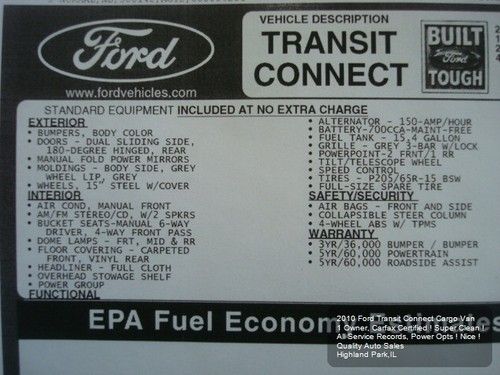 Ford
www.fordvehicles.com
VEHICLE DESCRIPTION
TRANSIT
CONNECT
BUILT
Ford
TOUGH
STANDARD EQUIPMENT INCLUDED AT NO EXTRA CHARGE
EXTERIOR
• BUMPERS, BODY COLOR
• DOORS - DUAL SLIDING SIDE,
180-DEGREE HINGED, REAR
• MANUAL FOLD POWER MIRRORS
• MOLDINGS - BODY SIDE, GREY
WHEEL LIP, GREY
• WHEELS, 15" STEEL W/COVER
INTERIOR
• AIR COND, MANUAL FRONT
• AM/FM STEREO/CD, W/2 SPKRS
• BUCKET SEATS-MANUAL 6-WAY
DRIVER, 4-WAY FRONT PASS
• DOME LAMPS - FRT, MID & RR
• FLOOR COVERING - CARPETED
FRONT, VINYL REAR
• HEADLINER - FULL CLOTH
• OVERHEAD STOWAGE SHELF
• POWER GROUP
FUNCTIONAL
• ALTERNATOR - 150-AMP/HOUR
• BATTERY-700CCA-MAINT-FREE
• FUEL TANK - 15.4 GALLON
• GRILLE - GREY 3-BAR W/LOCK
• POWERPOINT-2 FRNT/1 RR
• TILT/TELESCOPE WHEEL
• SPEED CONTROL
• TIRES - P205/65R-15 BSW
• FULL-SIZE SPARE TIRE
SAFETY/SECURITY
• AIR BAGS - FRONT AND SIDE
• COLLAPSIBLE STEER COLUMN
• 4-WHEEL ABS W/ TPMS
WARRANTY
• 3YR/36,000 BUMPER / BUMPER
• 5YR/60,000 POWERTRAIN
• 5YR/60,000 ROADSIDE ASSIST
EPA Fuel Economy Estimates
2010 Ford Transit Connect Cargo Van
1 Owner, Carfax Certified ! Super Clean !
All Service Records, Power Opts ! Nice !
Quality Auto Sales
Highland Park,IL